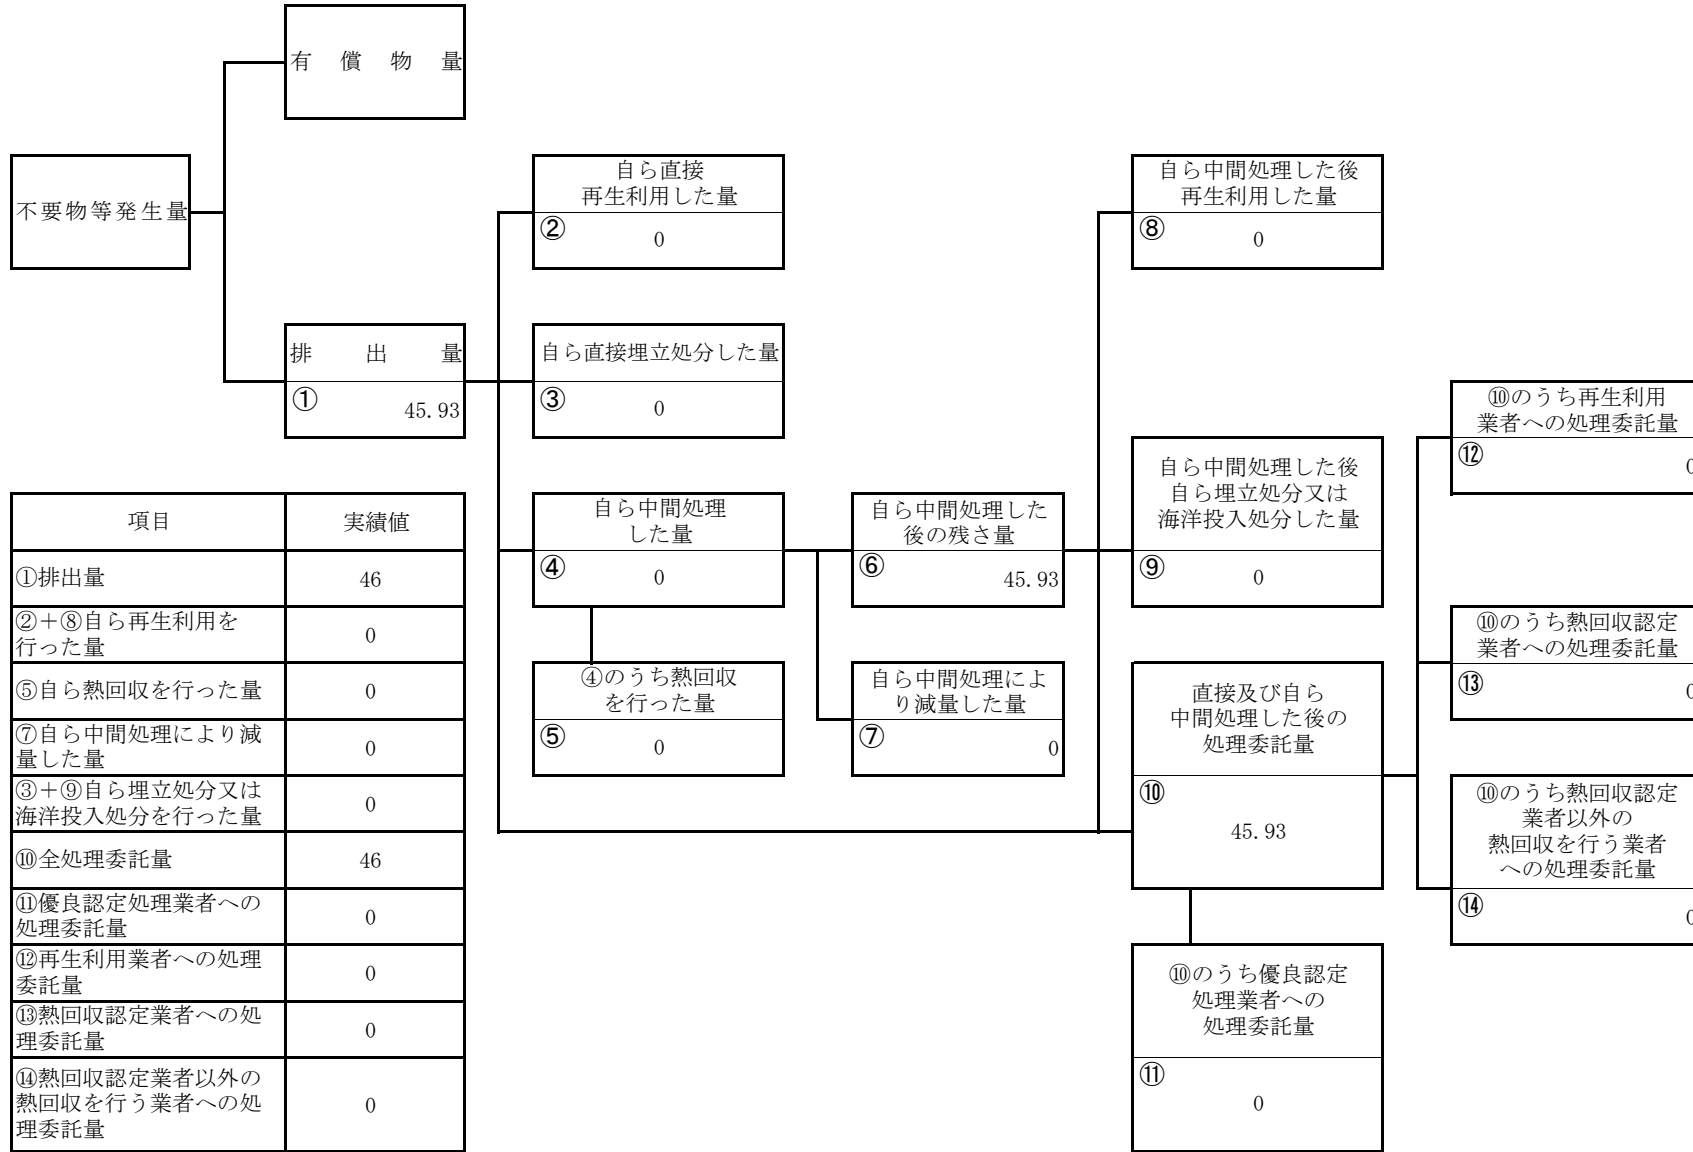 有償物量
不要物等発生量
自ら直接
再生利用した量
②
0
自ら中間処理した後
再生利用した量
⑧
0
排出量
①
45.93
自ら直接埋立処分した量
③
0
⑩のうち再生利用
業者への処理委託量
⑫
0
自ら中間処理
した量
④
0
自ら中間処理した
後の残さ量
⑥
45.93
自ら中間処理した後
自ら埋立処分又は
海洋投入処分した量
⑨
0
⑩のうち熱回収認定
業者への処理委託量
⑬
0
④のうち熱回収
を行った量
⑤
0
自ら中間処理によ
り減量した量
⑦
0
直接及び自ら
中間処理した後の
処理委託量
⑩
45.93
⑩のうち熱回収認定
業者以外の
熱回収を行う業者
への処理委託量
⑭
0
⑩のうち優良認定
処理業者への
処理委託量
⑪
0
項目 実績値
①排出量 46
②＋⑧自ら再生利用を
行った量 0
⑤自ら熱回収を行った量 0
⑦自ら中間処理により減
量した量 0
③＋⑨自ら埋立処分又は
海洋投入処分を行った量 0
⑩全処理委託量 46
⑪優良認定処理業者への
処理委託量 0
⑫再生利用業者への処理
委託量 0
⑬熱回収認定業者への処
理委託量 0
⑭熱回収認定業者以外の
熱回収を行う業者への処
理委託量 0